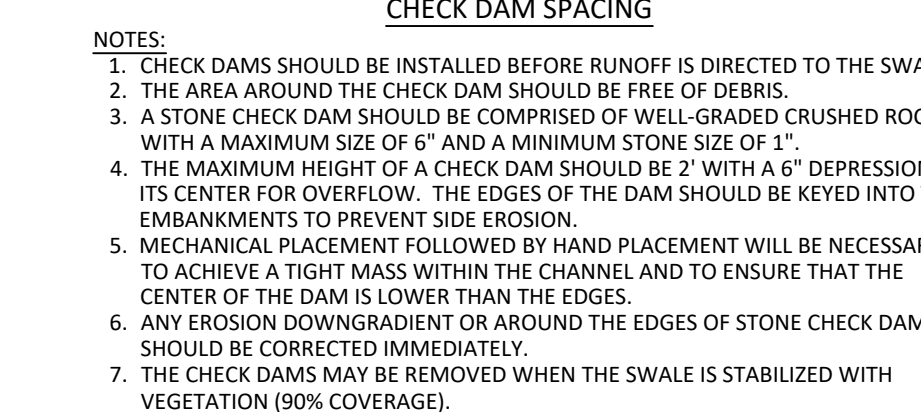 CHECK DAM SPACING
NOTES:
1. CHECK DAMS SHOULD BE INSTALLED BEFORE RUNOFF IS DIRECTED TO THE
2. THE AREA AROUND THE CHECK DAM SHOULD BE FREE OF DEBRIS.
3. A STONE CHECK DAM SHOULD BE COMPRISED OF WELL-GRADED CRUSHED
WITH A MAXIMUM SIZE OF 6" AND A MINIMUM STONE SIZE OF 1".
4. THE MAXIMUM HEIGHT OF A CHECK DAM SHOULD BE 2' WITH A 6"
ITS CENTER FOR OVERFLOW. THE EDGES OF THE DAM SHOULD BE KEYED INTO
EMBANKMENTS TO PREVENT SIDE EROSION.
5. MECHANICAL PLACEMENT FOLLOWED BY HAND PLACEMENT WILL BE
TO ACHIEVE A TIGHT MASS WITHIN THE CHANNEL AND TO ENSURE THAT THE
CENTER OF THE DAM IS LOWER THAN THE EDGES.
6. ANY EROSION DOWNGRADIENT OR AROUND THE EDGES OF STONE CHECK
SHOULD BE CORRECTED IMMEDIATELY.
7. THE CHECK DAMS MAY BE REMOVED WHEN THE SWALE IS STABILIZED WITH
VEGETATION (90% COVERAGE).